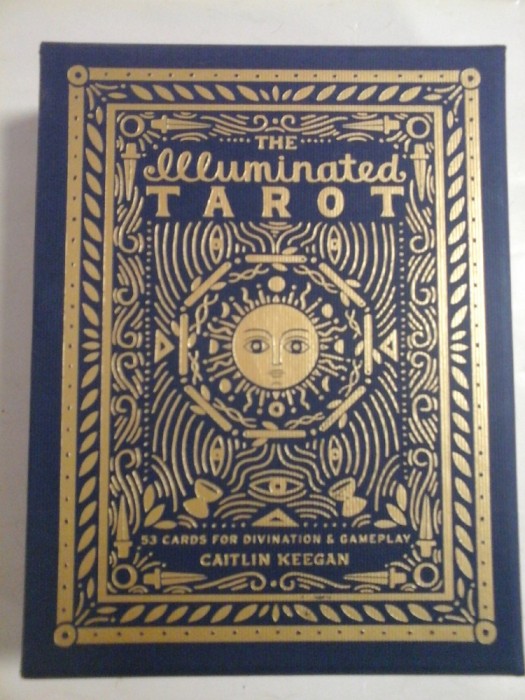 THE
Illuminated
TAROT
53 CARDS FOR DIVINATION & GAMEPLAY
CAITLIN KEEGAN